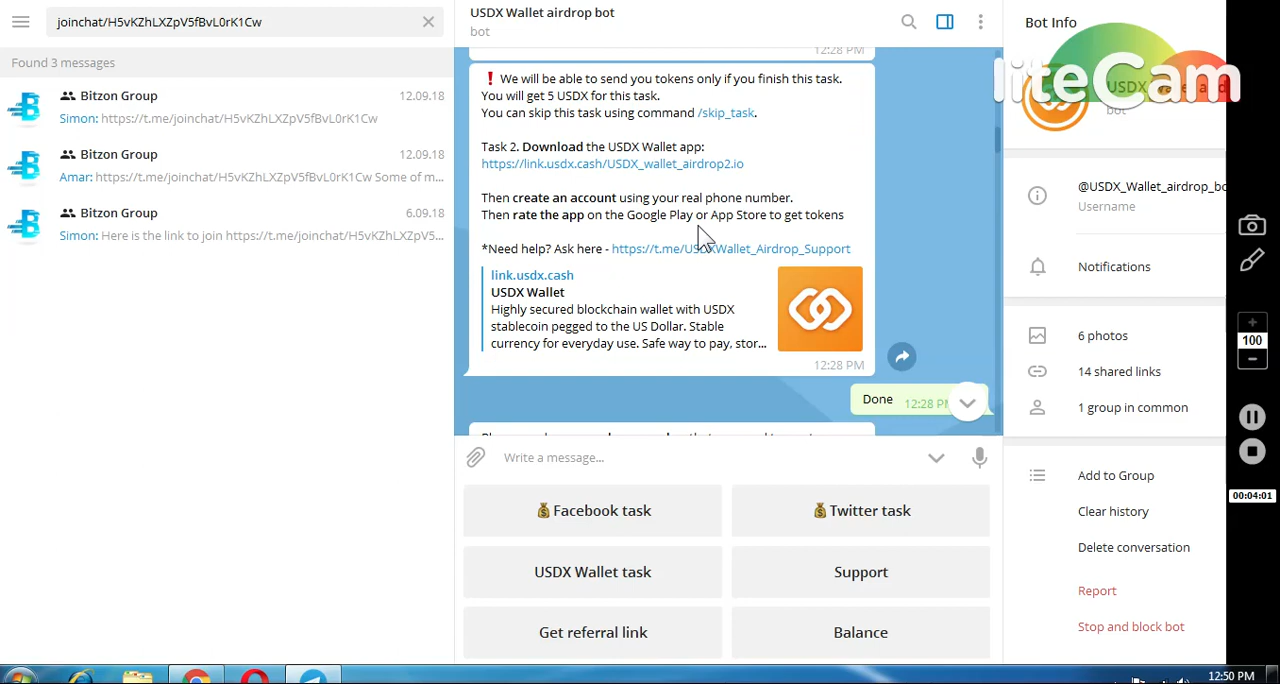 joinchat/H5vKZhLXZpV5fBvL0rK1Cw
Found 3 messages
Bitzon Group
12.09.18
Simon: https://t.me/joinchat/H5vKZhLXZpV5fBvL0rK1Cw
Bitzon Group
12.09.18
Amar: https://t.me/joinchat/H5vKZhLXZpV5fBvL0rK1Cw Some of m...
Bitzon Group
6.09.18
Simon: Here is the link to join https://t.me/joinchat/H5vKZhLXZpV5...
USDX Wallet airdrop bot
bot
12:28 PM
❗ We will be able to send you tokens only if you finish this task.
You will get 5 USDX for this task.
You can skip this task using command /skip_task.
Task 2. Download the USDX Wallet app:
https://link.usdx.cash/USDX_wallet_airdrop2.io
Then create an account using your real phone number.
Then rate the app on the Google Play or App Store to get tokens
*Need help? Ask here - https://t.me/USDXWallet_Airdrop_Support
link.usdx.cash
USDX Wallet
Highly secured blockchain wallet with USDX
stablecoin pegged to the US Dollar. Stable
currency for everyday use. Safe way to pay, stor...
12:28 PM
Done
12:28 PM
Write a message...
💰Facebook task
💰Twitter task
USDX Wallet task
Support
Get referral link
Balance
Bot Info
liteCam
USDX
bot
@USDX_Wallet_airdrop_bo
Username
Notifications
6 photos
14 shared links
1 group in common
Add to Group
Clear history
Delete conversation
Report
Stop and block bot
100
00:04:01
12:50 PM